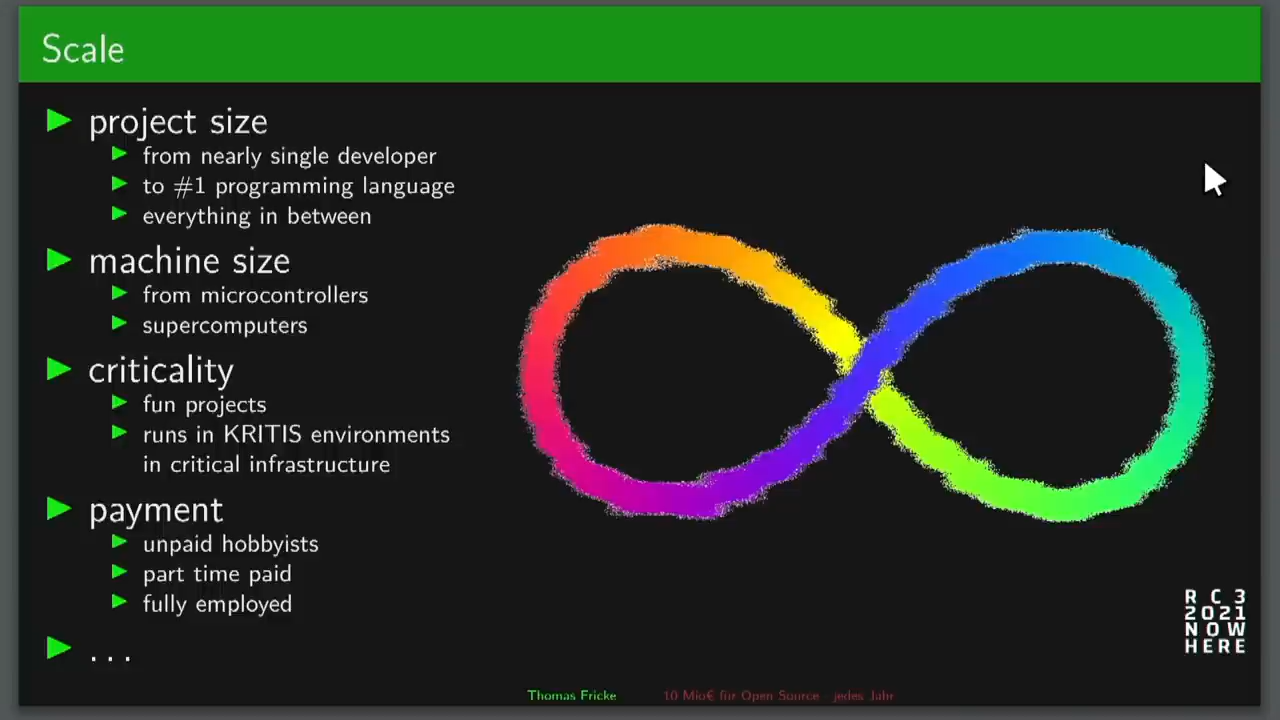 Scale
project size
from nearly single developer
to #1 programming language
everything in between
machine size
from microcontrollers
supercomputers
criticality
fun projects
runs in KRITIS environments
in critical infrastructure
payment
unpaid hobbyists
part time paid
fully employed
. . .
R C 3
2021
NOW
HERE
Thomas Fricke 10 Mio€ für Open Source jedes Jahr